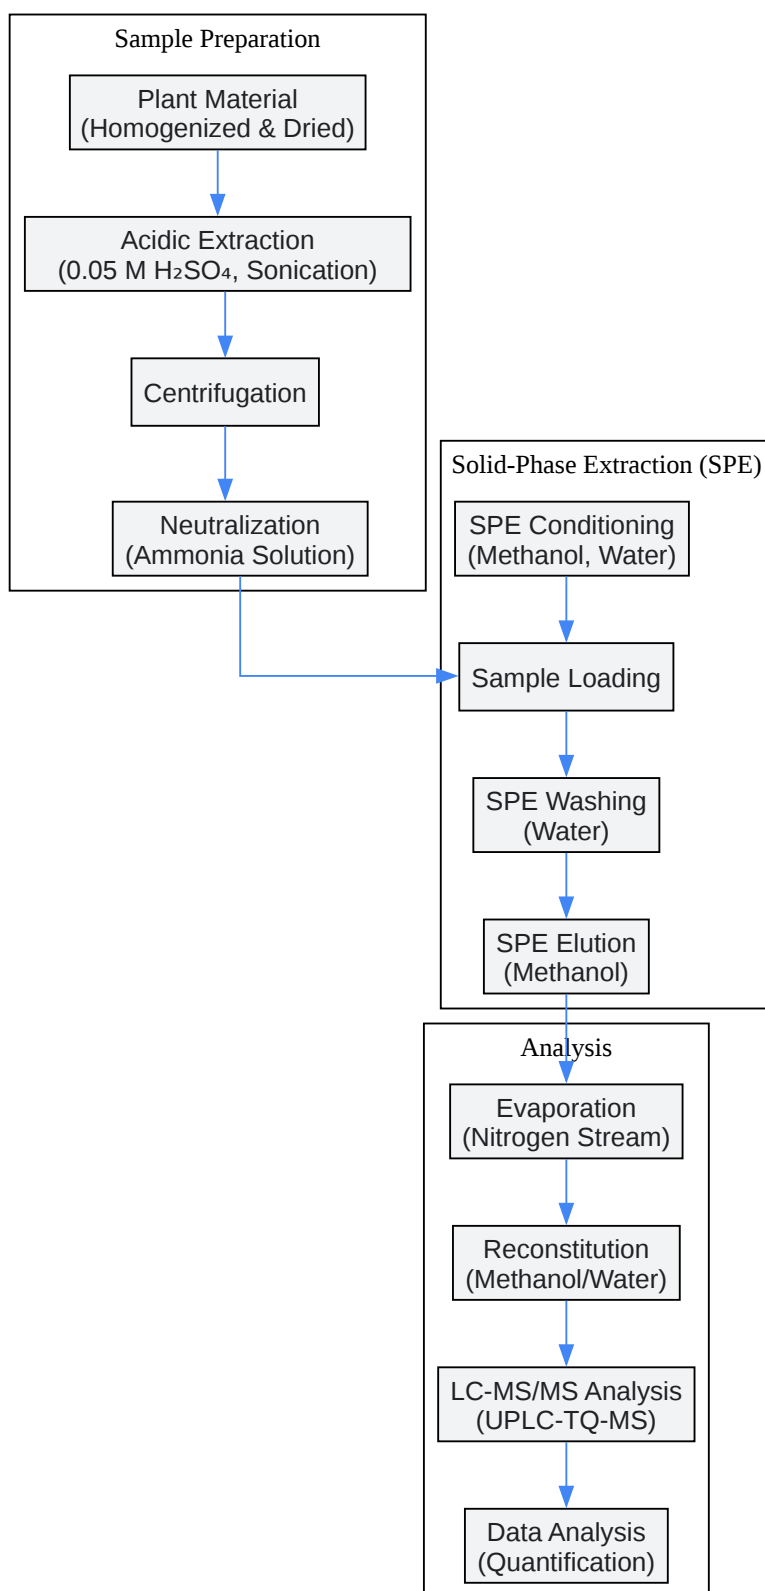 Sample Preparation
Plant Material
(Homogenized & Dried)
Acidic Extraction
(0.05 M H₂SO₄, Sonication)
Centrifugation
Neutralization
(Ammonia Solution)
Solid-Phase Extraction (SPE)
SPE Conditioning
(Methanol, Water)
Sample Loading
SPE Washing
(Water)
SPE Elution
(Methanol)
Analysis
Evaporation
(Nitrogen Stream)
Reconstitution
(Methanol/Water)
LC-MS/MS Analysis
(UPLC-TQ-MS)
Data Analysis
(Quantification)